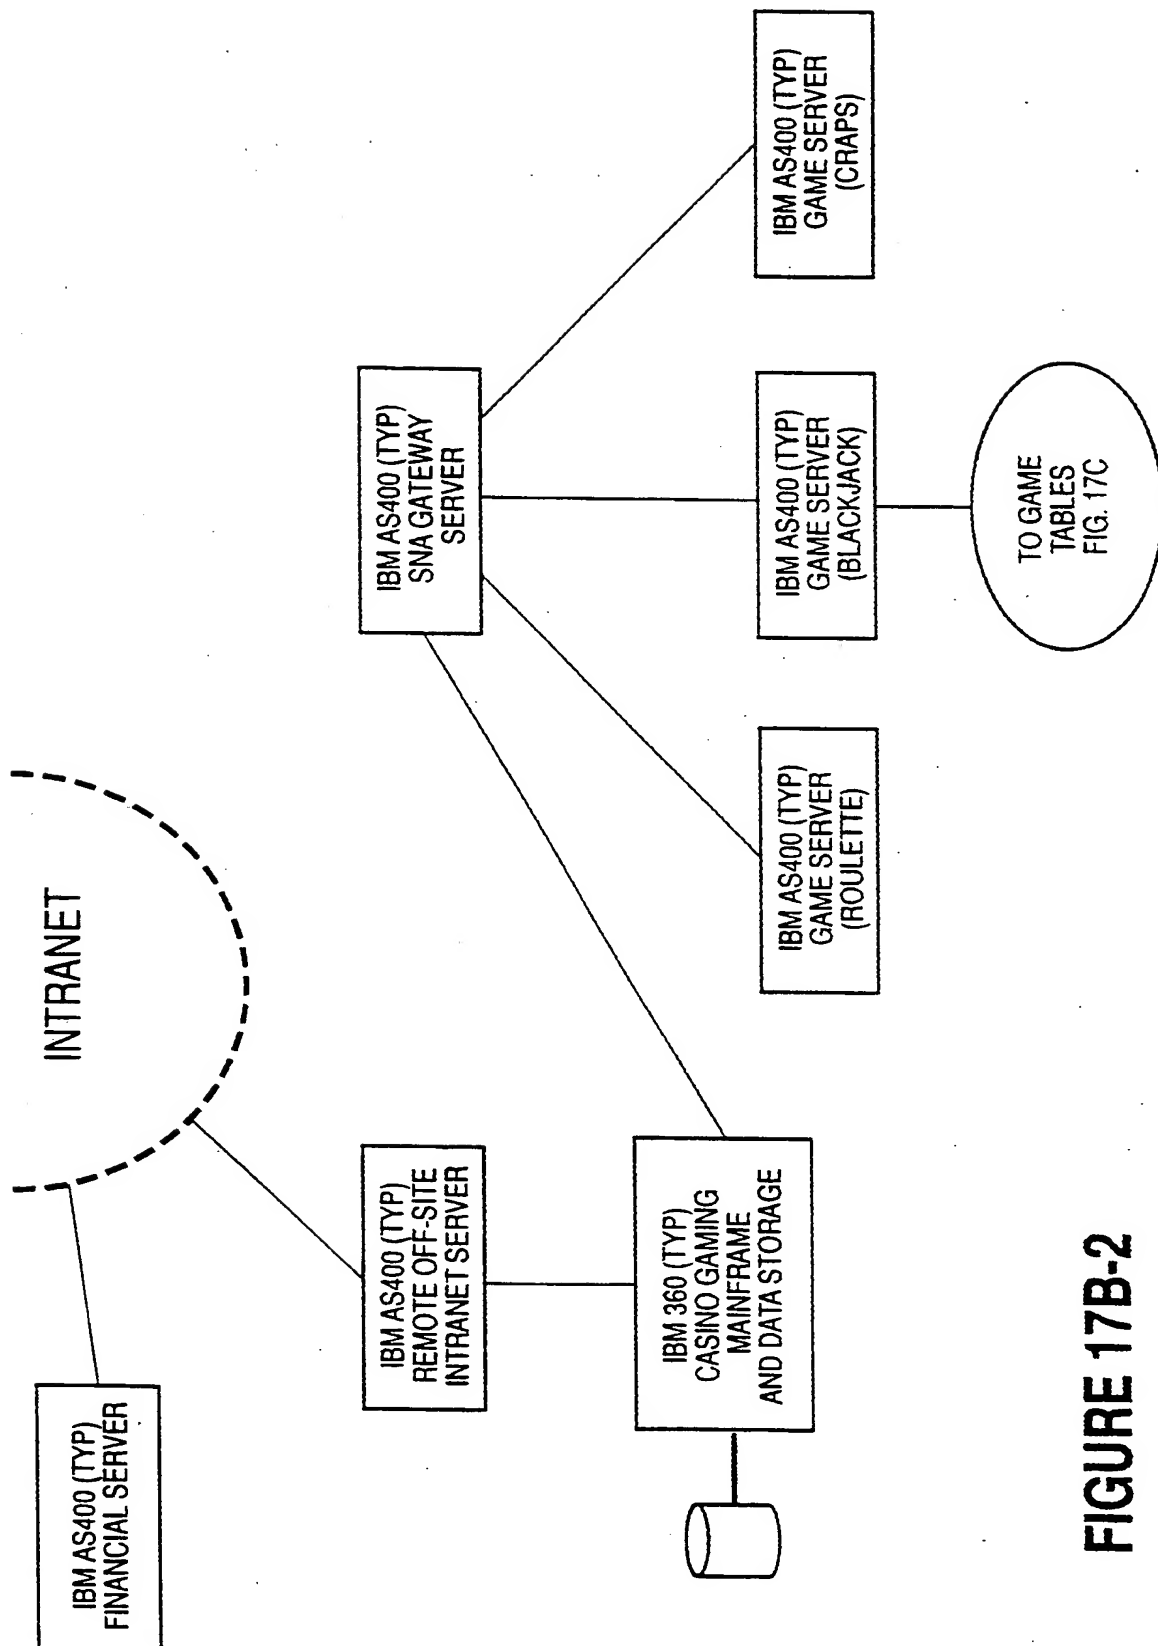 INTRANET
IBM AS400 (TYP)
FINANCIAL SERVER
IBM AS400 (TYP)
REMOTE OFF-SITE
INTRANET SERVER
IBM AS400 (TYP)
SNA GATEWAY
SERVER
IBM 360 (TYP)
CASINO GAMING
MAINFRAME
AND DATA STORAGE
IBM AS400 (TYP)
GAME SERVER
(ROULETTE)
IBM AS400 (TYP)
GAME SERVER
(BLACKJACK)
IBM AS400 (TYP)
GAME SERVER
(CRAPS)
TO GAME
TABLES
FIG. 17C
FIGURE 17B-2